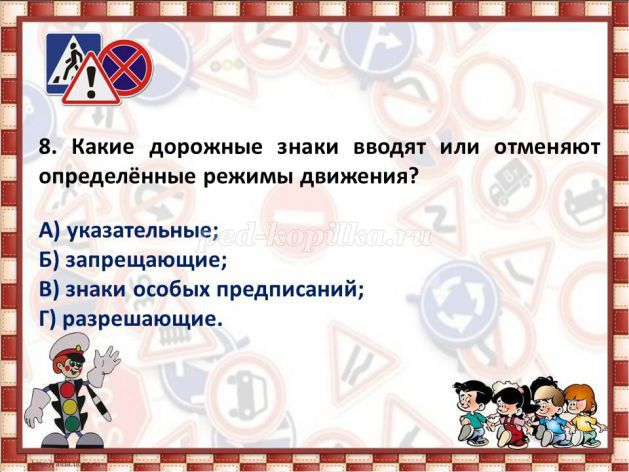 8. Какие дорожные знаки вводят или отменяют
определённые режимы движения?
А) указательные;
ped-kopilka.ru
Б) запрещающие;
В) знаки особых предписаний;
Г) разрешающие.